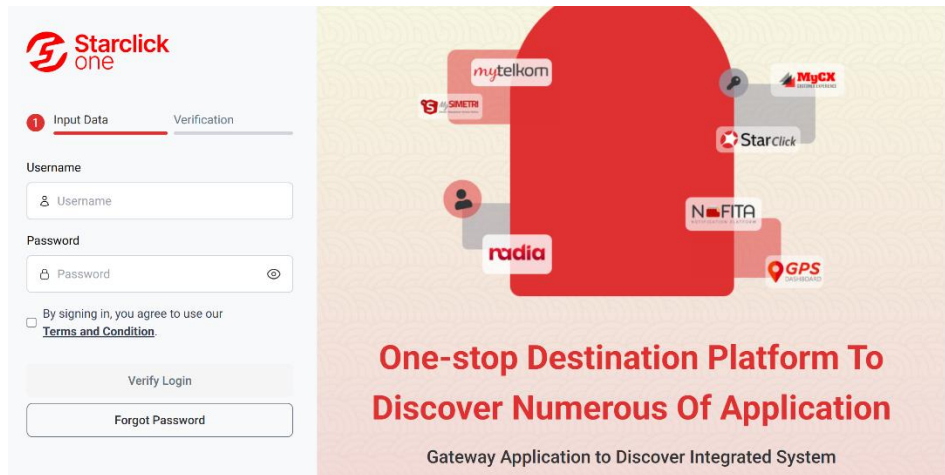 Starclick
one
1 Input Data Verification
Username
Username
Password
Password
By signing in, you agree to use our
Terms and Condition.
Verify Login
Forgot Password
mytelkom
MySIMETRI
MyCX
StarClick
NOFITA
nadia
GPS
DASHBOARD
One-stop Destination Platform To
Discover Numerous Of Application
Gateway Application to Discover Integrated System